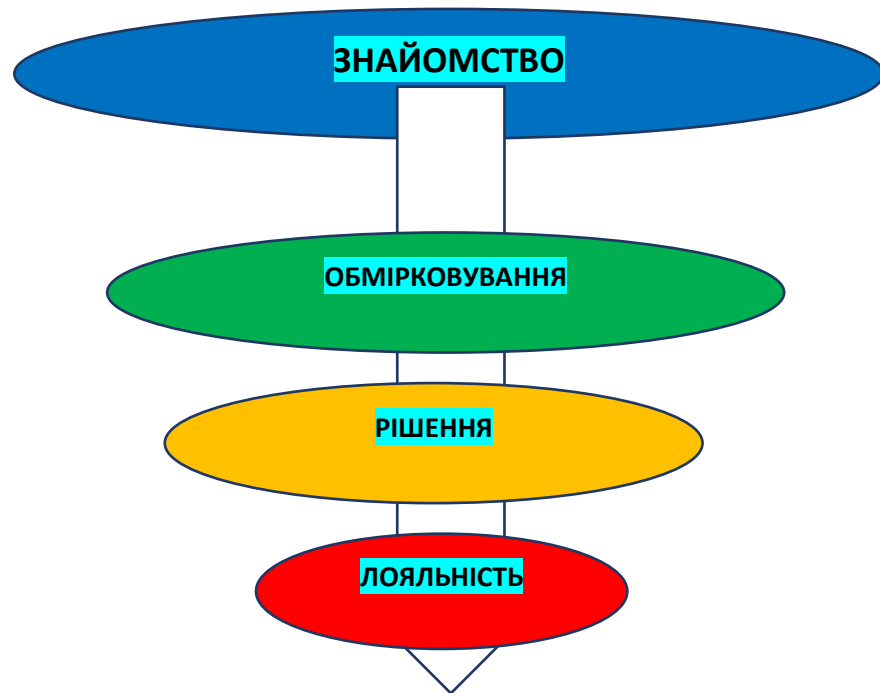 ЗНАЙОМСТВО
ОБМІРКОВУВАННЯ
РІШЕННЯ
ЛОЯЛЬНІСТЬ